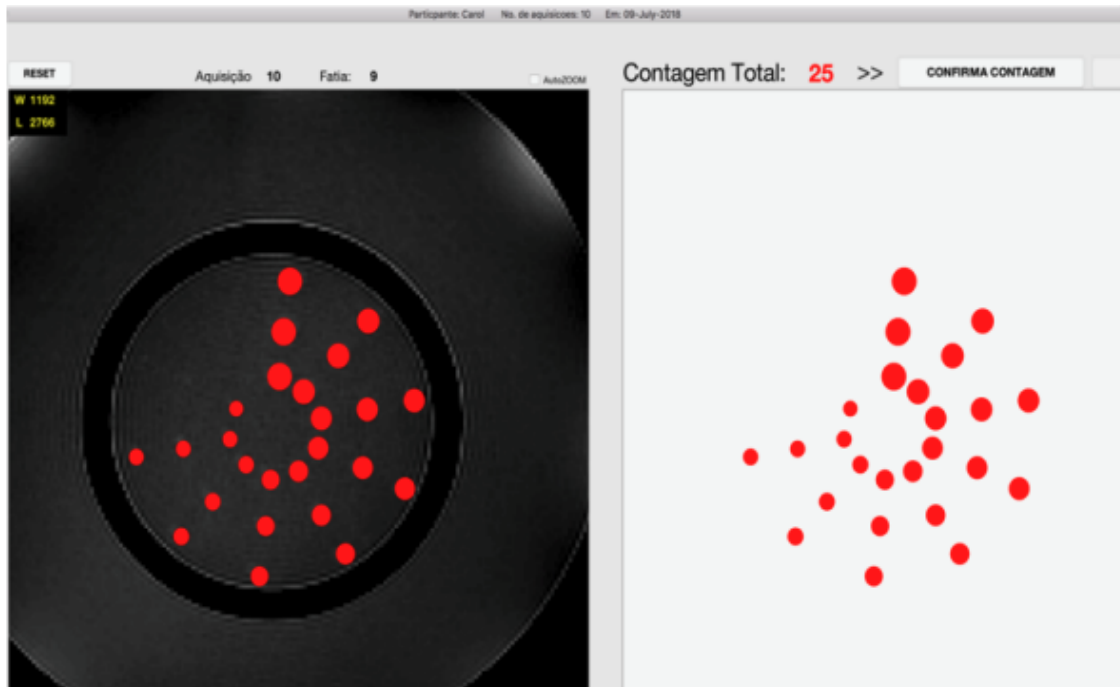 Particpante: Carol No. de aquisicoes: 10 Em: 09-July-2018
RESET Aquisição 10 Fatia: 9 AutoZOOM Contagem Total: 25 >> CONFIRMA CONTAGEM
W 1192
L 2766